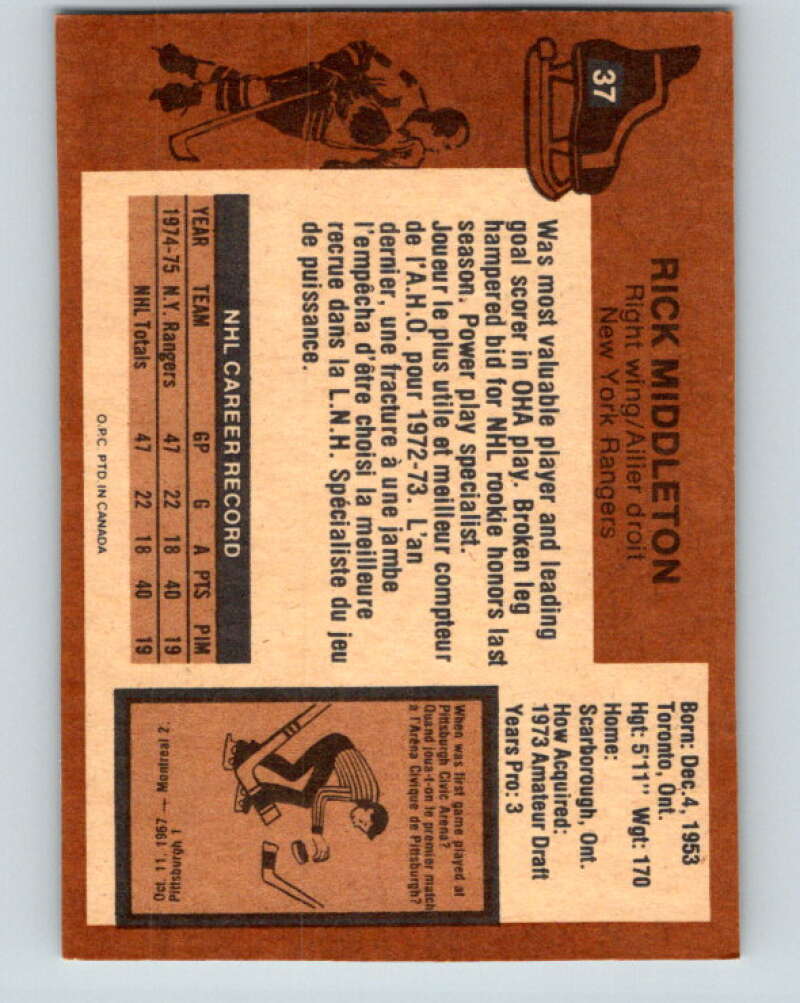 37
RICK MIDDLETON
Right wing/Ailier droit
New York Rangers
Born: Dec. 4, 1953
Toronto, Ont.
Hgt: 5'11" Wgt: 170
Home:
Scarborough, Ont.
How Acquired:
1973 Amateur Draft
Years Pro: 3
Was most valuable player and leading
goal scorer in OHA play. Broken leg
hampered bid for NHL rookie honors last
season. Power play specialist.
Joueur le plus utile et meilleur compteur
de l'A.H.O. pour 1972-73. L'an
dernier, une fracture à une jambe
l'empêcha d'être choisi la meilleure
recrue dans la L.N.H. Spécialiste du jeu
de puissance.
NHL CAREER RECORD
YEAR TEAM GP G A PTS PIM
1974-75 N.Y. Rangers 47 22 18 40 19
NHL Totals 47 22 18 40 19
When was first game played at
Pittsburgh Civic Arena?
Quand joua-t-on le premier match
a l'Arena Civique de Pittsburgh?
Oct. 11, 1967 — Montreal 2,
Pittsburgh 1
O.P.C. PTD. IN CANADA